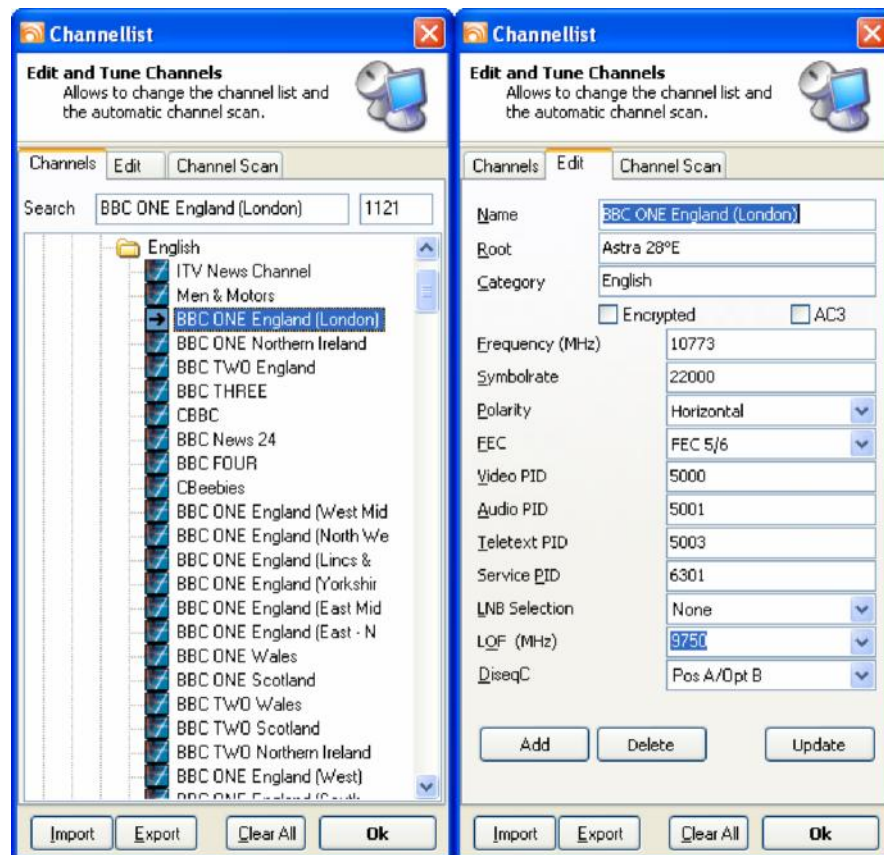 Channellist
Edit and Tune Channels
Allows to change the channel list and
the automatic channel scan.
Channels Edit Channel Scan
Search BBC ONE England (London) 1121
English
ITV News Channel
Men & Motors
BBC ONE England (London)
BBC ONE Northern Ireland
BBC TWO England
BBC THREE
CBBC
BBC News 24
BBC FOUR
CBeebies
BBC ONE England (West Mid
BBC ONE England (North We
BBC ONE England (Lincs &
BBC ONE England (Yorkshir
BBC ONE England (East Mid
BBC ONE England (East - N
BBC ONE Wales
BBC ONE Scotland
BBC TWO Wales
BBC TWO Scotland
BBC TWO Northern Ireland
BBC ONE England (West)
BBC ONE England (South
Import Export Clear All Ok
Channellist
Edit and Tune Channels
Allows to change the channel list and
the automatic channel scan.
Channels Edit Channel Scan
Name BBC ONE England (London)
Root Astra 28°E
Category English
Encrypted AC3
Frequency (MHz) 10773
Symbolrate 22000
Polarity Horizontal
FEC FEC 5/6
Video PID 5000
Audio PID 5001
Teletext PID 5003
Service PID 6301
LNB Selection None
LOF (MHz) 9750
DiseqC Pos A/Opt B
Add Delete Update
Import Export Clear All Ok